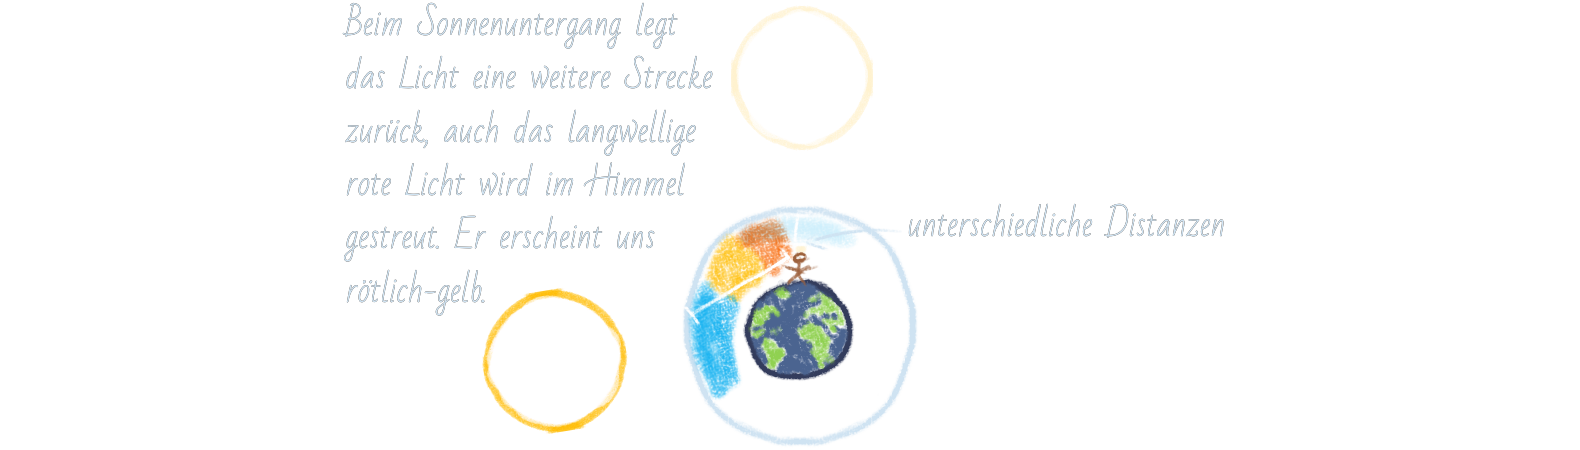 Beim Sonnenuntergang legt
das Licht eine weitere Strecke
zurück, auch das langwellige
rote Licht wird im Himmel
gestreut. Er erscheint uns
rötlich-gelb.
unterschiedliche Distanzen